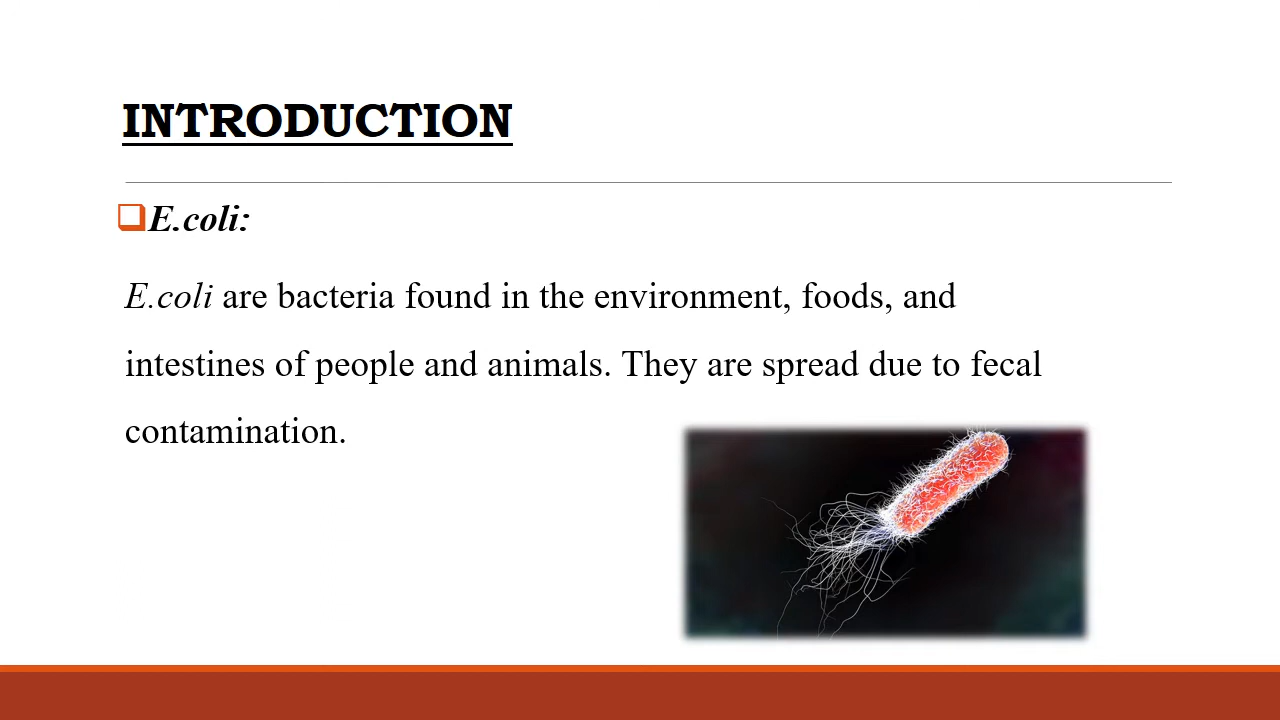 INTRODUCTION
E.coli:
E.coli are bacteria found in the environment, foods, and
intestines of people and animals. They are spread due to fecal
contamination.